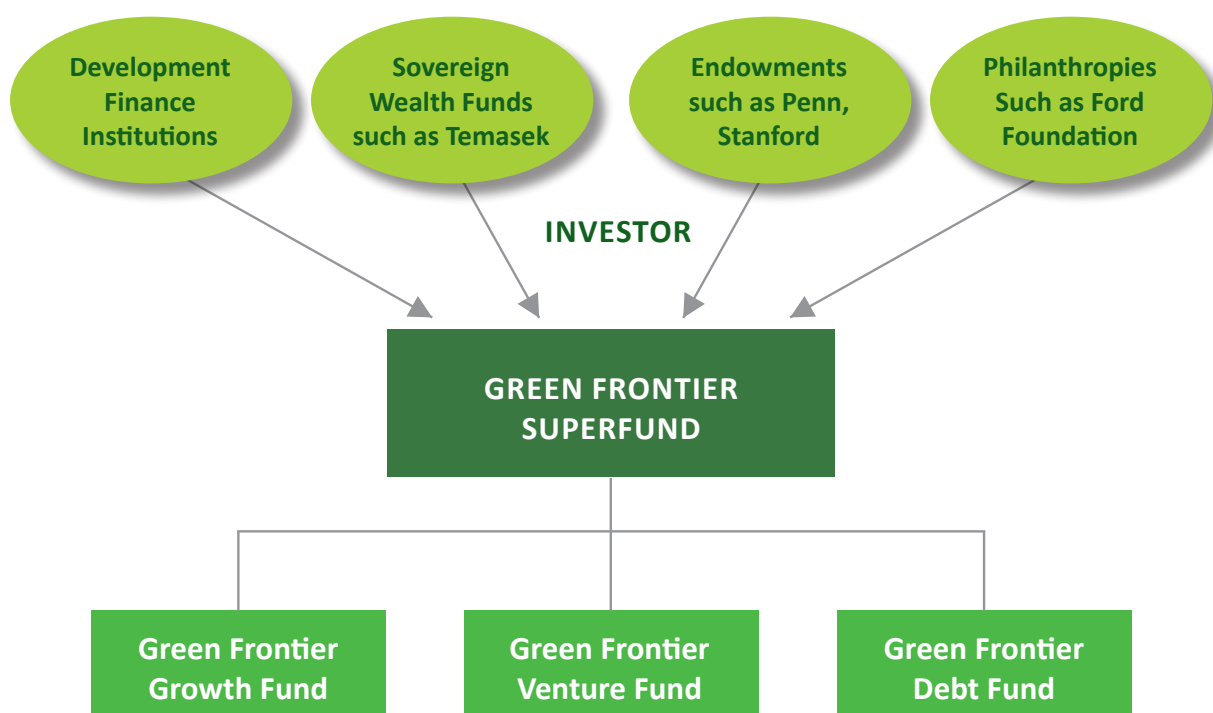 Development
Finance
Institutions
Sovereign
Wealth Funds
such as Temasek
Endowments
such as Penn,
Stanford
Philanthropies
Such as Ford
Foundation
INVESTOR
GREEN FRONTIER
SUPERFUND
Green Frontier
Growth Fund
Green Frontier
Venture Fund
Green Frontier
Debt Fund